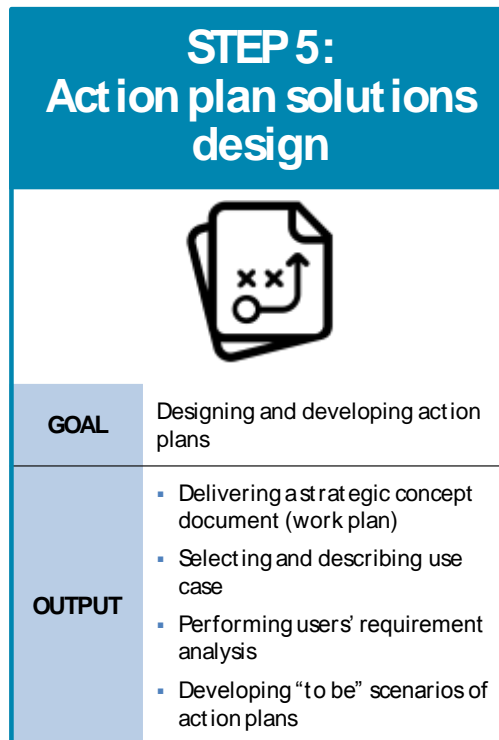 STEP 5:
Action plan solutions
design
xx
GOAL
Designing and developing action
plans
OUTPUT
▪ Delivering a strategic concept
document (work plan)
▪ Selecting and describing use
case
▪ Performing users' requirement
analysis
▪ Developing “to be” scenarios of
action plans